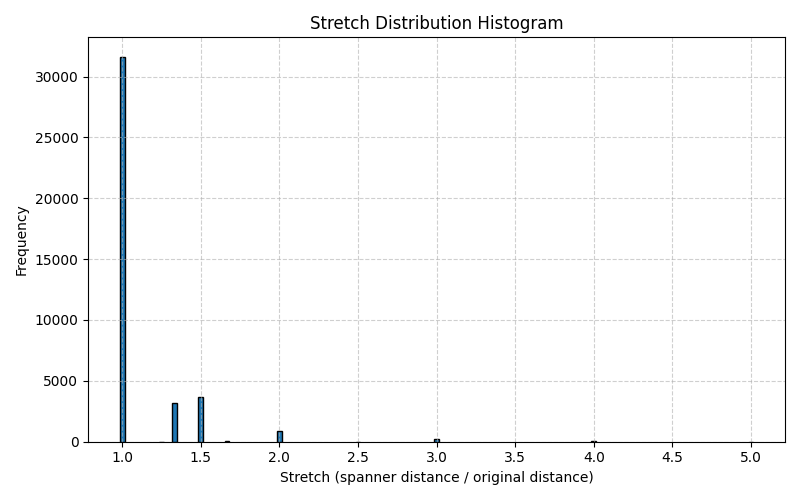 Stretch Distribution Histogram
30000
25000
20000
15000
10000
5000
0
Frequency
1.0 1.5 2.0 2.5 3.0 3.5 4.0 4.5 5.0
Stretch (spanner distance / original distance)